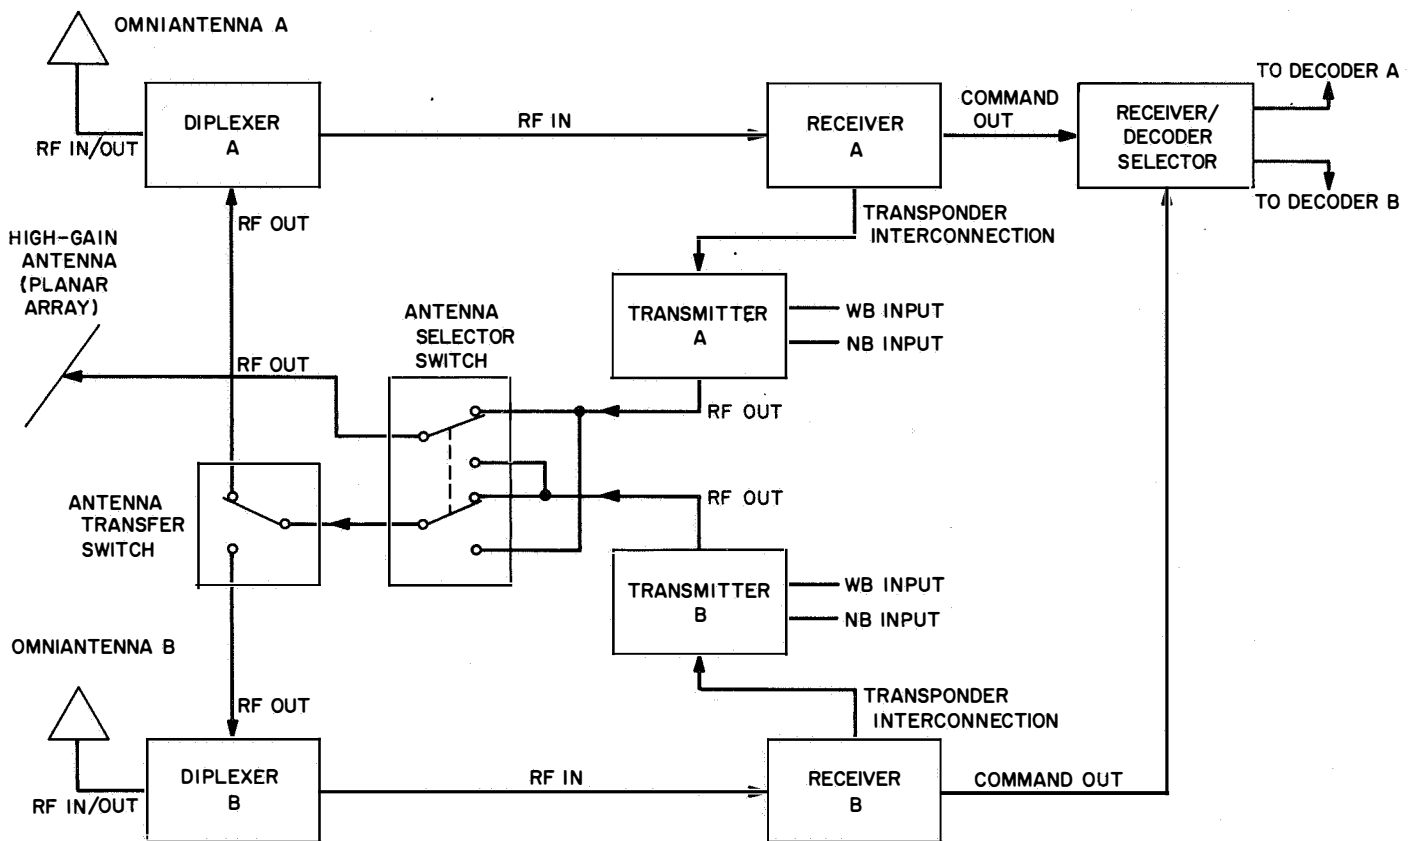 OMNIANTENNA A
DIPLEXER
A
RF IN/OUT
RF IN
RECEIVER
A
COMMAND
OUT
RECEIVER/
DECODER
SELECTOR
TO DECODER A
TO DECODER B
RF OUT
TRANSPONDER
INTERCONNECTION
HIGH-GAIN
ANTENNA
(PLANAR
ARRAY)
RF OUT
ANTENNA
SELECTOR
SWITCH
TRANSMITTER
A
WB INPUT
NB INPUT
RF OUT
ANTENNA
TRANSFER
SWITCH
RF OUT
TRANSMITTER
B
WB INPUT
NB INPUT
OMNIANTENNA B
RF OUT
TRANSPONDER
INTERCONNECTION
RF IN/OUT
DIPLEXER
B
RF IN
RECEIVER
B
COMMAND OUT